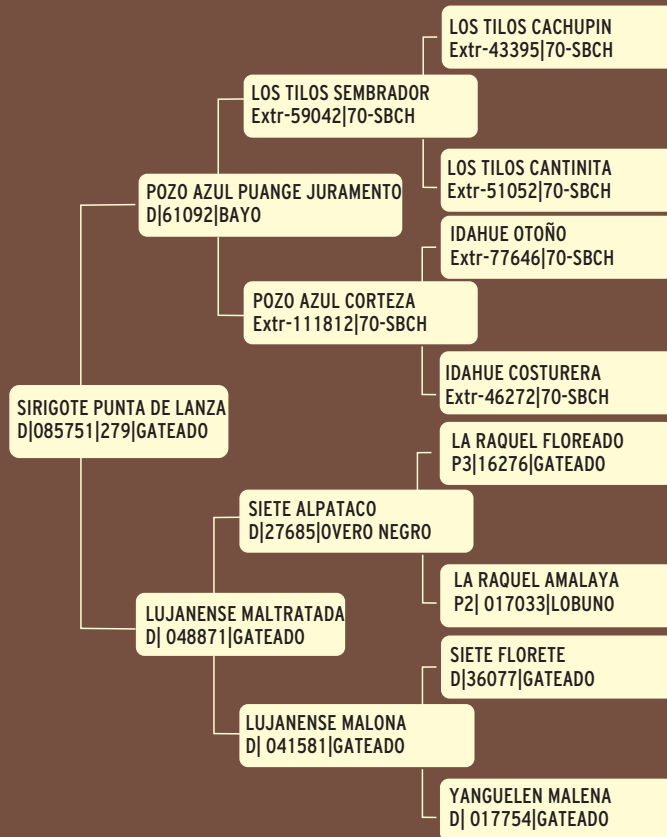 LOS TILOS CACHUPIN
Extr-43395|70-SBCH
LOS TILOS SEMBRADOR
Extr-59042|70-SBCH
LOS TILOS CANTINITA
Extr-51052|70-SBCH
POZO AZUL PUANGE JURAMENTO
D|61092|BAYO
IDAHUE OTOÑO
Extr-77646|70-SBCH
POZO AZUL CORTEZA
Extr-111812|70-SBCH
IDAHUE COSTURERA
Extr-46272|70-SBCH
SIRIGOTE PUNTA DE LANZA
D|085751|279|GATEADO
LA RAQUEL FLOREADO
P3|16276|GATEADO
SIETE ALPATACO
D|27685|OVERO NEGRO
LA RAQUEL AMALAYA
P2| 017033|LOBUNO
LUJANENSE MALTRATADA
D| 048871|GATEADO
SIETE FLORETE
D|36077|GATEADO
LUJANENSE MALONA
D| 041581|GATEADO
YANGUELEN MALENA
D| 017754|GATEADO